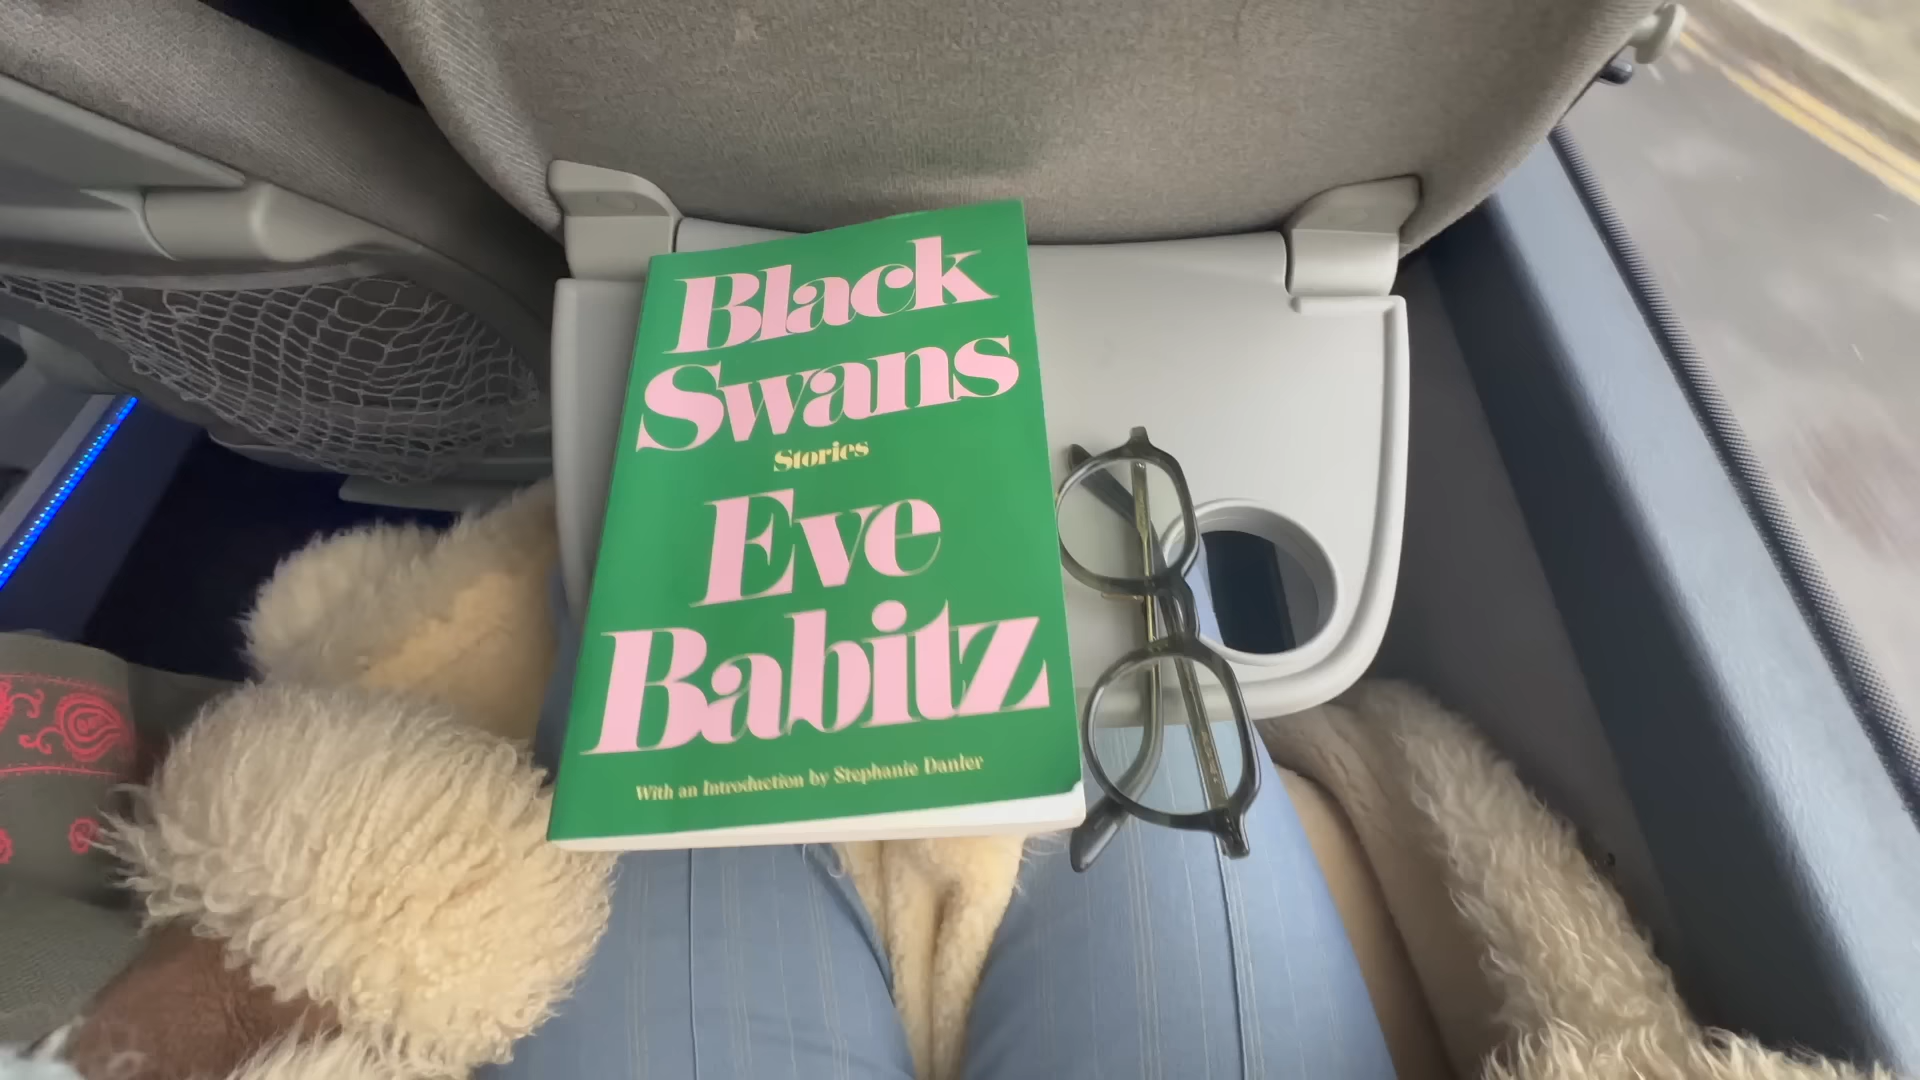 Black
Swans
Stories
Eve
Babitz
With an Introduction by Stephanie Danler